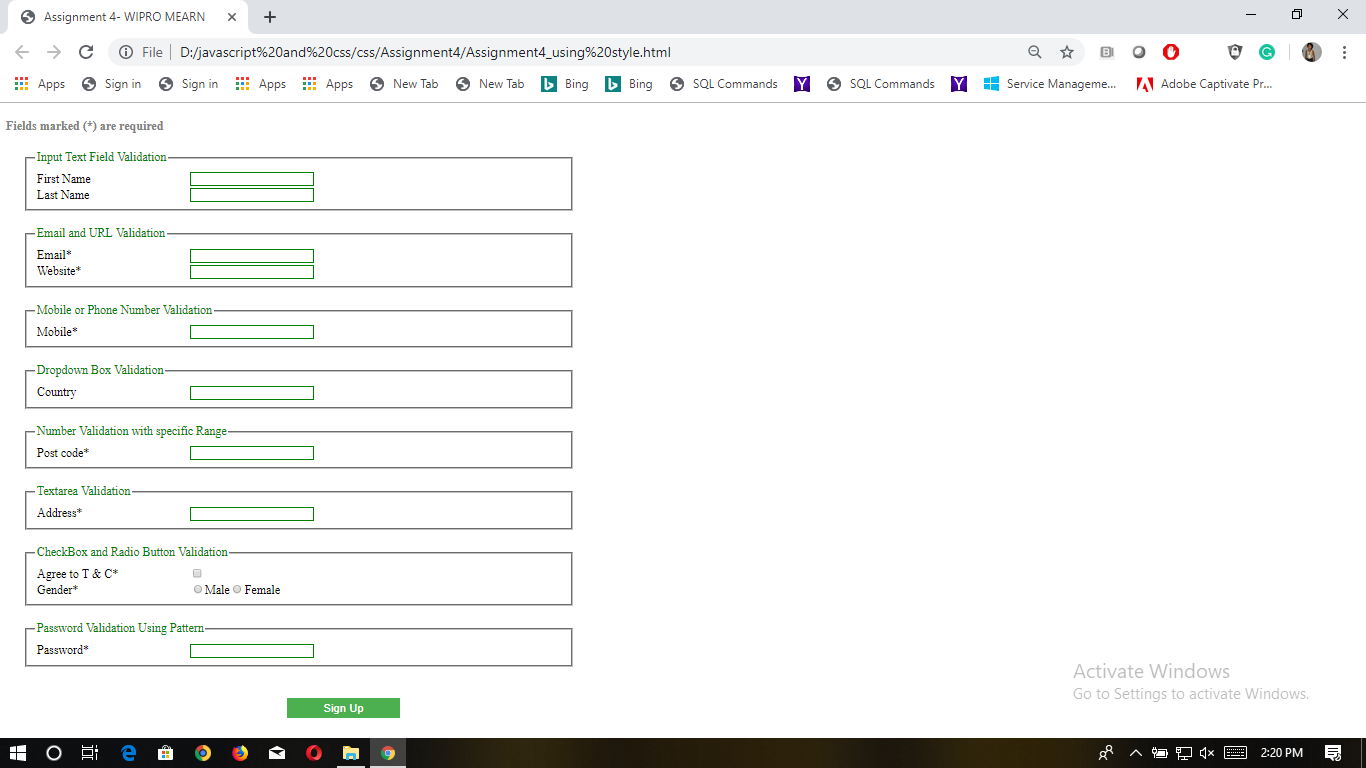 Assignment 4- WIPRO MEARN
File D:/javascript%20and%20css/css/Assignment4/Assignment4_using%20style.html
Apps Sign in Sign in Apps Apps New Tab New Tab Bing Bing SQL Commands SQL Commands Service Manageme... Adobe Captivate Pr...
Fields marked (*) are required
Input Text Field Validation
First Name
Last Name
Email and URL Validation
Email*
Website*
Mobile or Phone Number Validation
Mobile*
Dropdown Box Validation
Country
Number Validation with specific Range
Post code*
Textarea Validation
Address*
CheckBox and Radio Button Validation
Agree to T & C*
Gender* Male Female
Password Validation Using Pattern
Password*
Sign Up
Activate Windows
Go to Settings to activate Windows.
2:20 PM